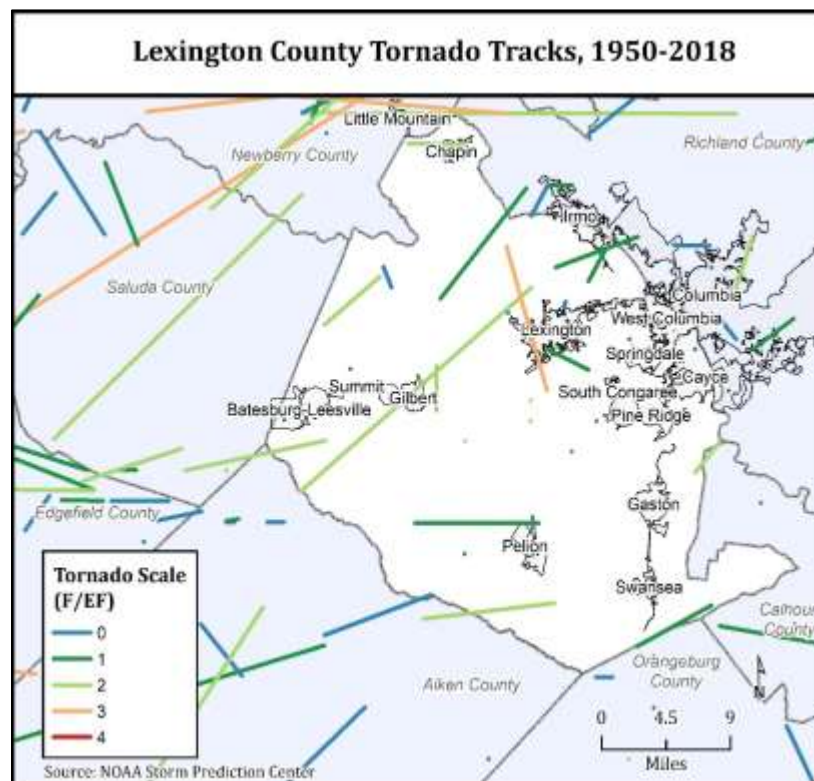 Lexington County Tornado Tracks, 1950-2018
Little Mountain
Newberry County
Chapin
Richland County
Irmo
Saluda County
Columbia
Lexington
West Columbia
Springdale
Summit
Gilbert
South Congaree
Cayce
Batesburg-Leesville
Pine Ridge
Gaston
Edgefield County
Pelion
Swansea
Calhoun
County
Orangeburg
County
Aiken County
N
Tornado Scale
(F/EF)
0
1
2
3
4
0 4.5 9
Miles
Source: NOAA Storm Prediction Center